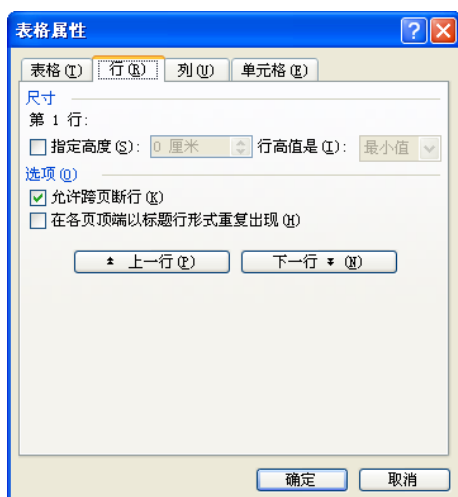 表格属性
表格(T) 行(R) 列(U) 单元格(E)
尺寸
第 1 行:
指定高度(S): 0 厘米 行高值是(I): 最小值
选项(O)
允许跨页断行(K)
在各页顶端以标题行形式重复出现(H)
上一行(P) 下一行 (N)
确定 取消